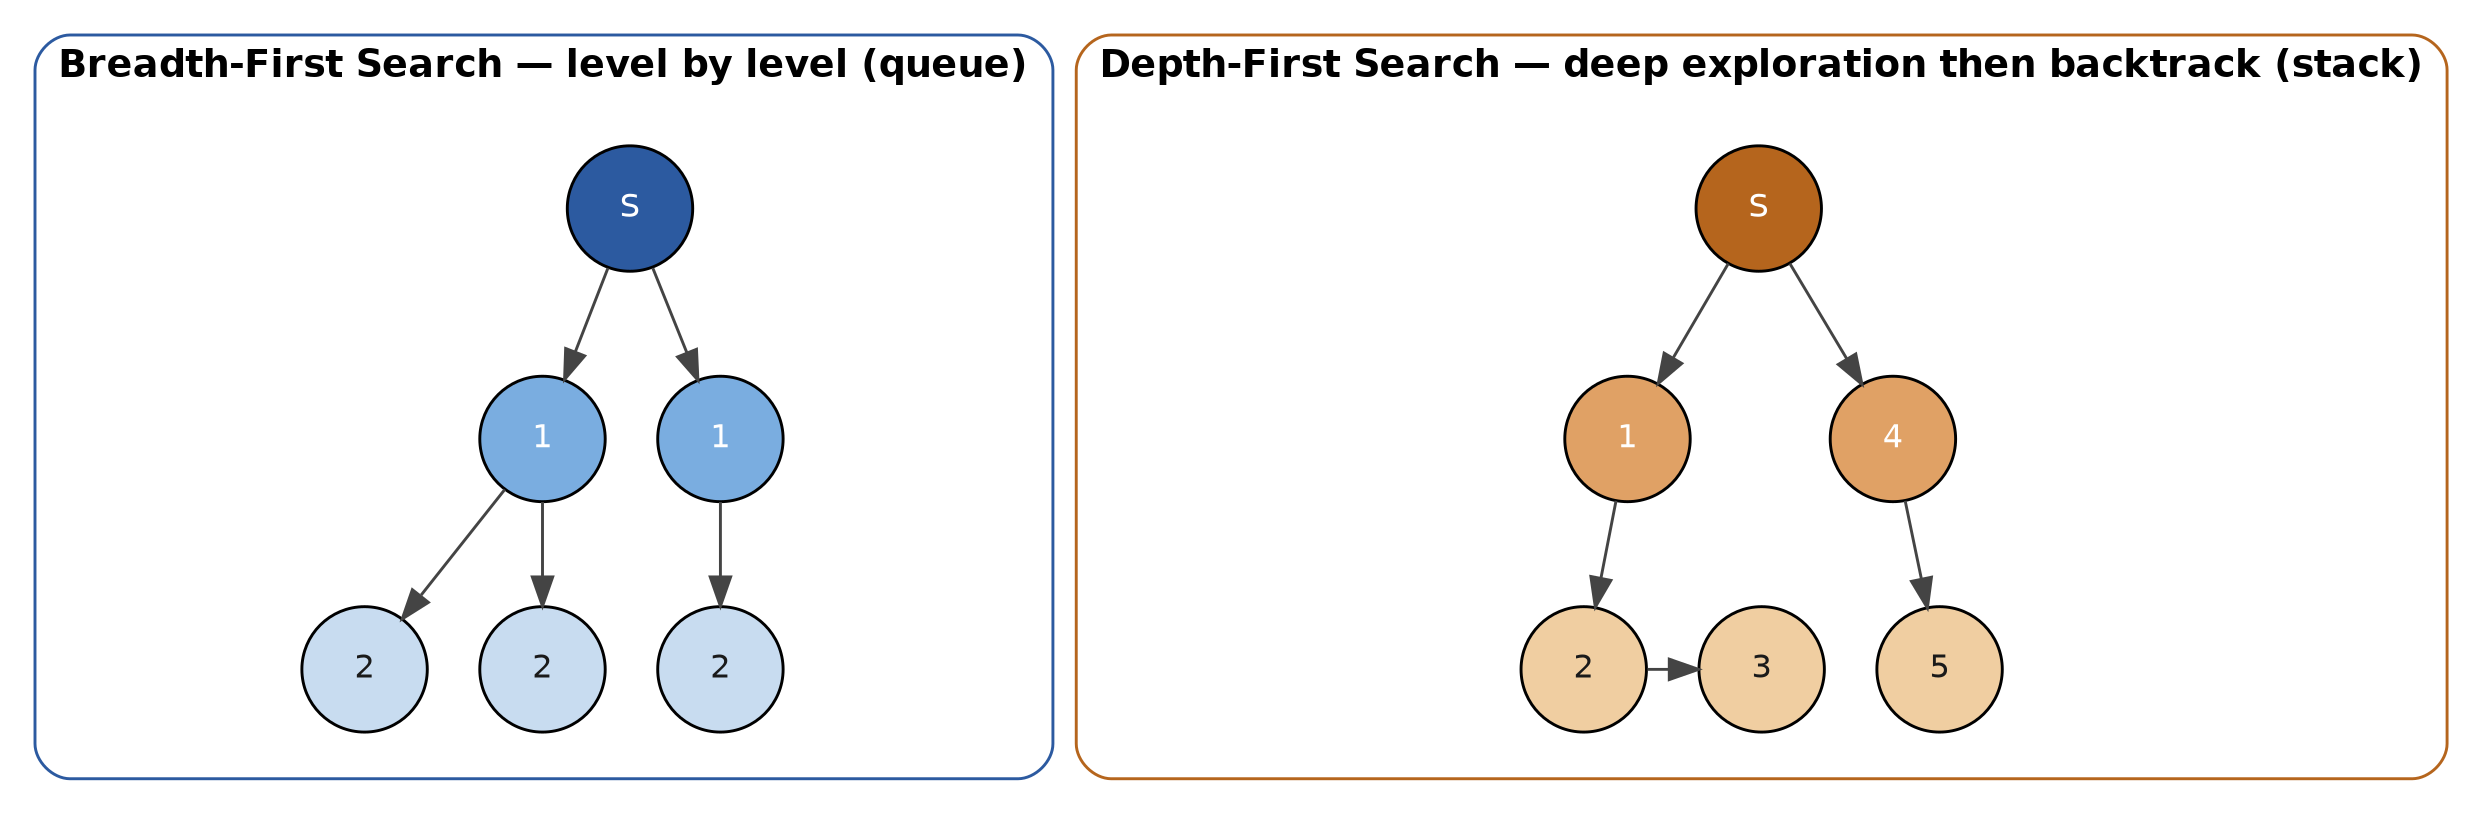 Breadth-First Search — level by level (queue)
S
1 1
2 2 2
Depth-First Search — deep exploration then backtrack (stack)
S
1 4
2 3 5